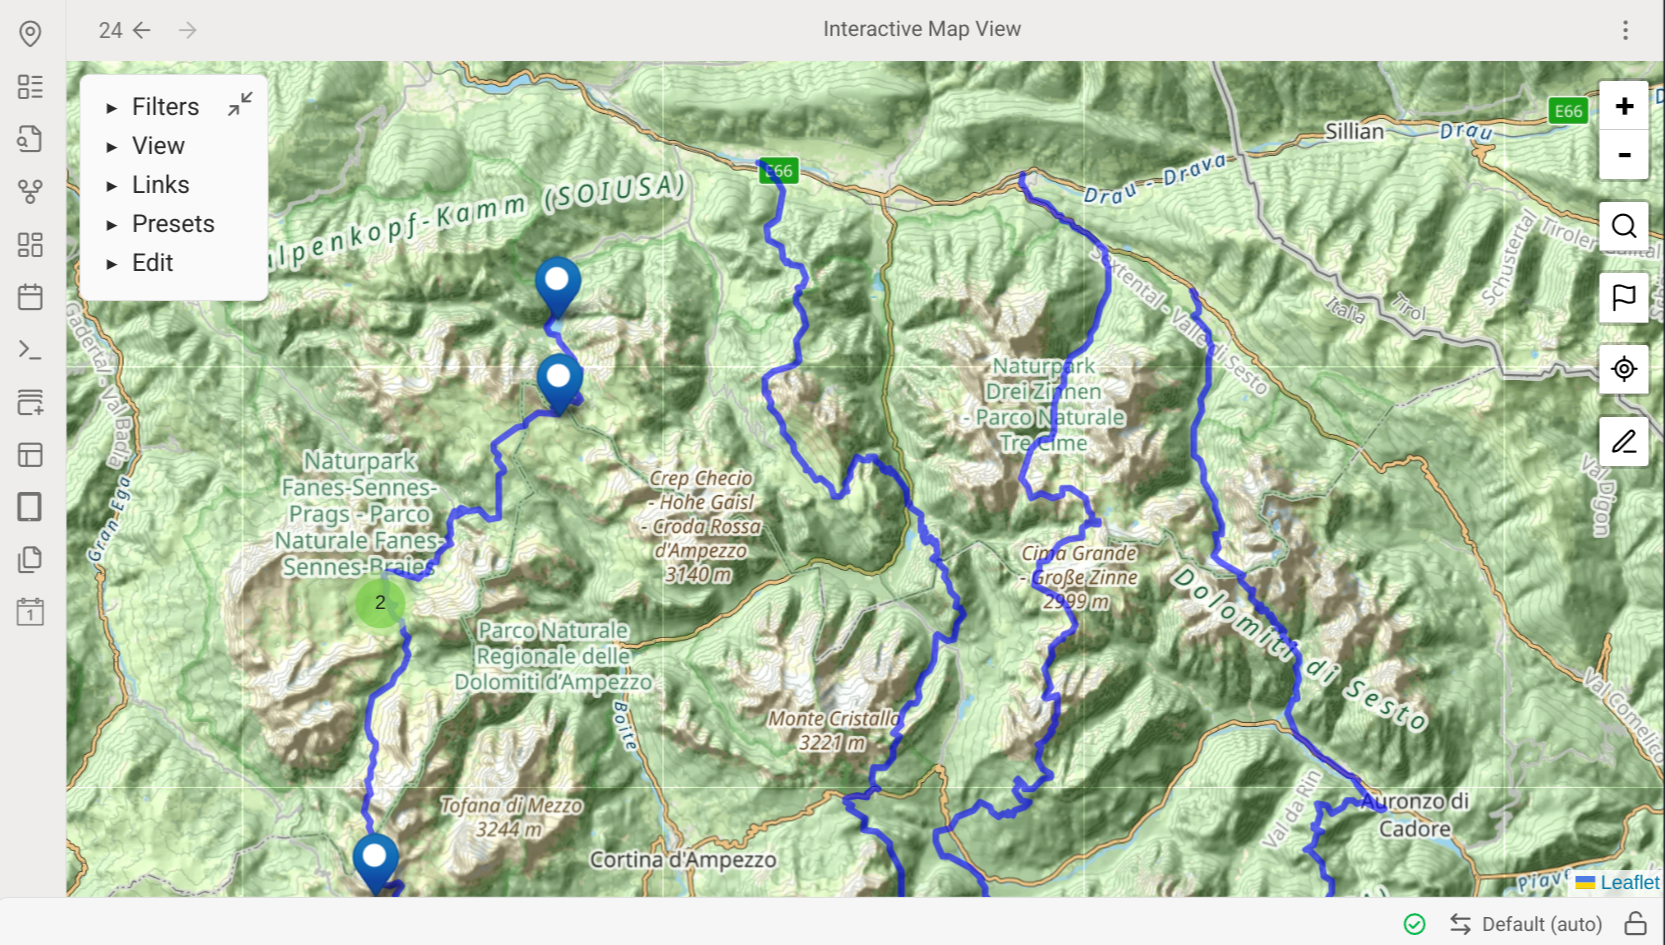 24
Interactive Map View
Filters
View
Links
Presets
Edit
+
-
E66
E66
Sillian
Drau
Drau - Drava
alpenkopf-Kamm (SOIUSA)
Sextental - Valle di Sesto
Schustertal
Tiroler
Gailtal
Italia
Tirol
Gadertal - Val Badia
Gran Ega
Naturpark
Drei Zinnen
- Parco Naturale
Tre Cime
Naturpark
Fanes-Sennes-
Prags - Parco
Naturale Fanes-
Sennes-Braies
Crep Checio
- Hohe Gaisl
- Croda Rossa
d'Ampezzo
3140 m
Val Digon
Cima Grande
- Große Zinne
2999 m
2
Dolomiti di Sesto
Parco Naturale
Regionale delle
Dolomiti d'Ampezzo
Boite
Monte Cristallo
3221 m
Val Comelico
Tofana di Mezzo
3244 m
Val da Rin
Auronzo di
Cadore
Cortina d'Ampezzo
Piave
Leaflet
1
Default (auto)